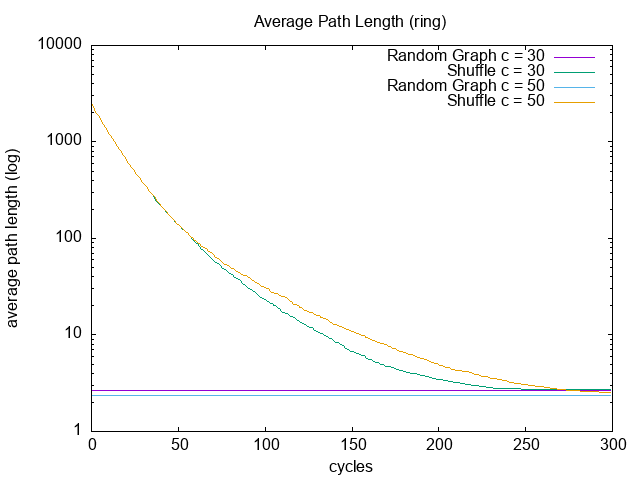 Average Path Length (ring)
10000
1000
100
10
1
average path length (log)
Random Graph c = 30
Shuffle c = 30
Random Graph c = 50
Shuffle c = 50
0
50
100
150
200
250
300
cycles